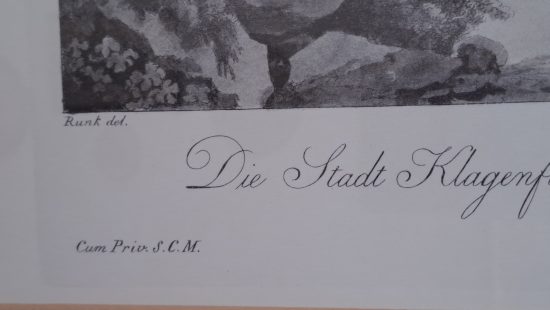 Runk del.
Die Stadt Klagenf
Cum Priv. S. C. M.